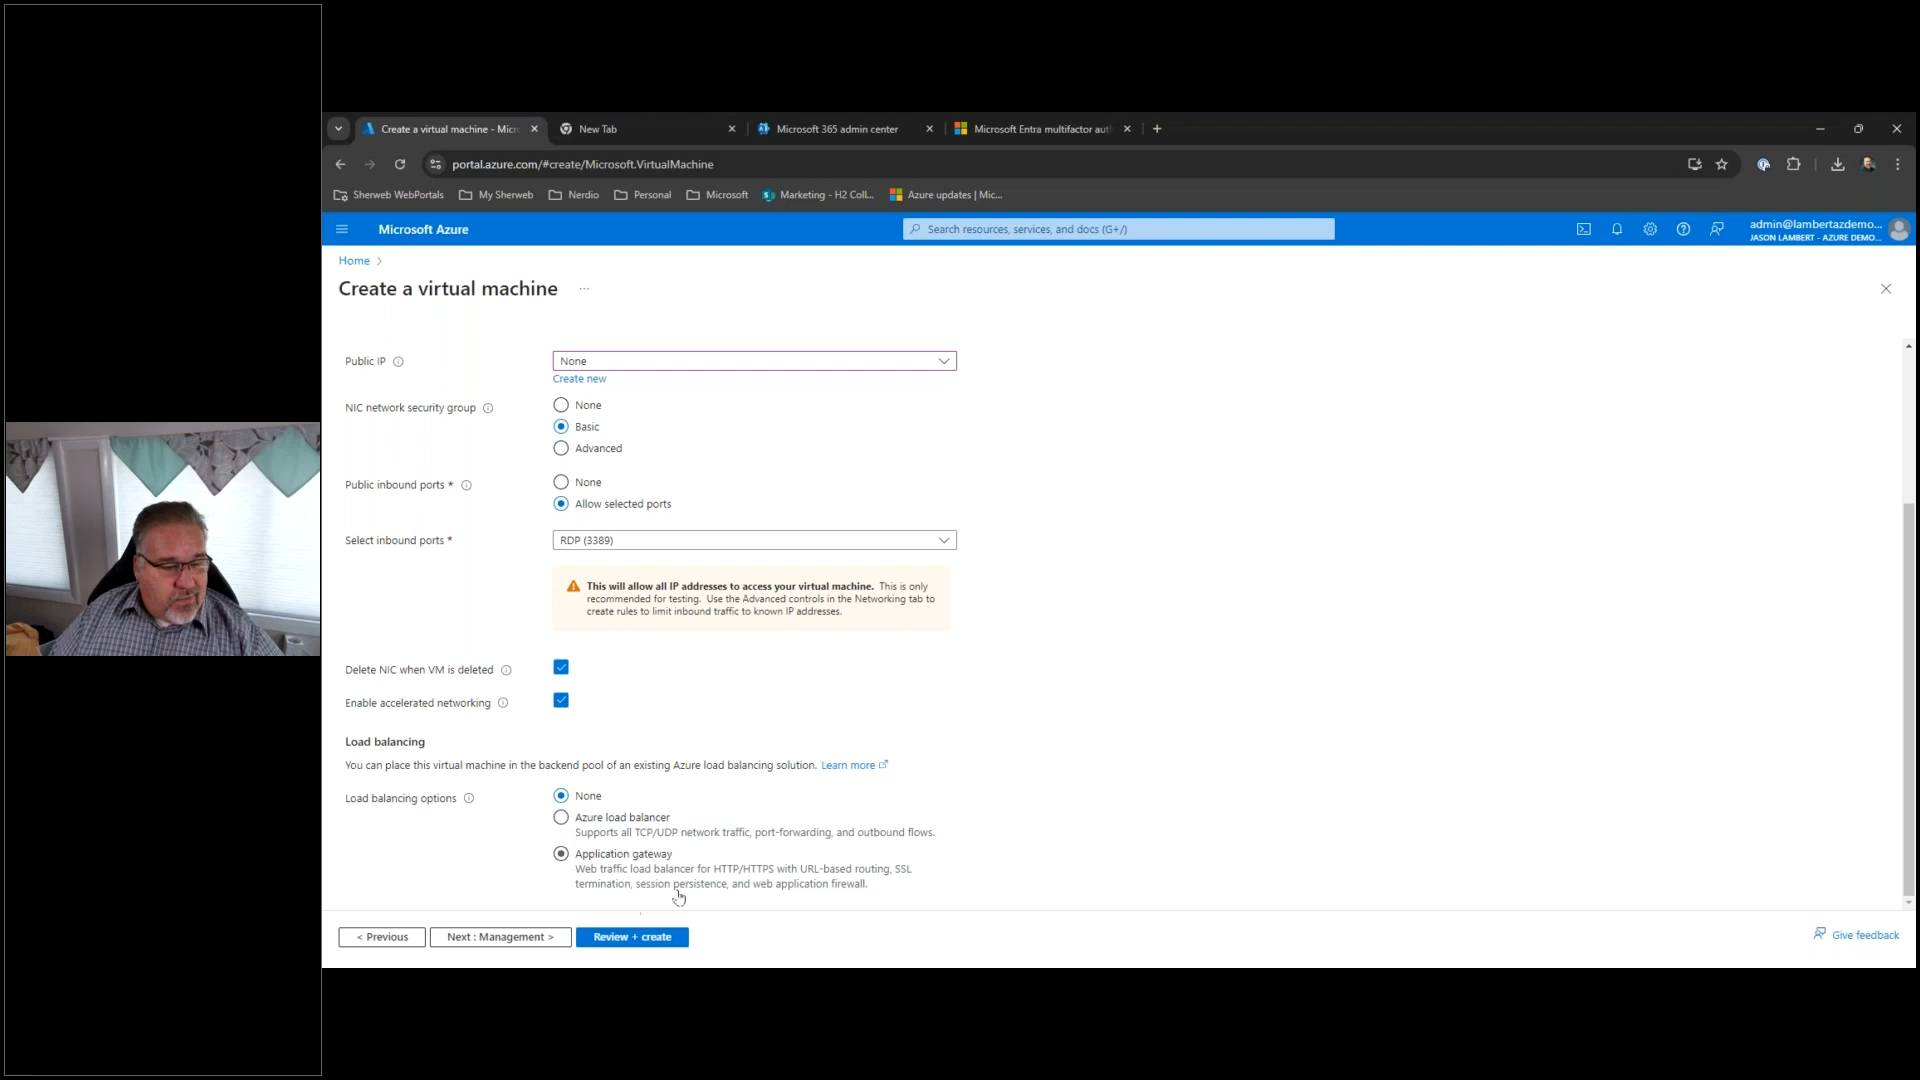 Create a virtual machine - Micr
New Tab
Microsoft 365 admin center
Microsoft Entra multifactor aut
portal.azure.com/#create/Microsoft.VirtualMachine
Sherweb WebPortals
My Sherweb
Nerdio
Personal
Microsoft
Marketing - H2 Coll...
Azure updates | Mic...
Microsoft Azure
Search resources, services, and docs (G+/)
admin@lambertazdemo...
JASON LAMBERT - AZURE DEMO...
Home >
Create a virtual machine ...
Public IP
None
Create new
NIC network security group
None
Basic
Advanced
Public inbound ports *
None
Allow selected ports
Select inbound ports *
RDP (3389)
This will allow all IP addresses to access your virtual machine. This is only
recommended for testing. Use the Advanced controls in the Networking tab to
create rules to limit inbound traffic to known IP addresses.
Delete NIC when VM is deleted
Enable accelerated networking
Load balancing
You can place this virtual machine in the backend pool of an existing Azure load balancing solution. Learn more
Load balancing options
None
Azure load balancer
Supports all TCP/UDP network traffic, port-forwarding, and outbound flows.
Application gateway
Web traffic load balancer for HTTP/HTTPS with URL-based routing, SSL
termination, session persistence, and web application firewall.
< Previous
Next : Management >
Review + create
Give feedback